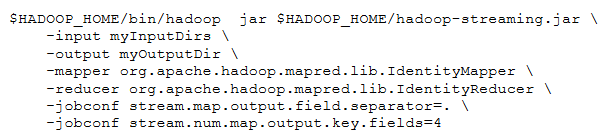 $HADOOP_HOME/bin/hadoop  jar $HADOOP_HOME/hadoop-streaming.jar \
    -input myInputDirs \
    -output myOutputDir \
    -mapper org.apache.hadoop.mapred.lib.IdentityMapper \
    -reducer org.apache.hadoop.mapred.lib.IdentityReducer \
    -jobconf stream.map.output.field.separator=. \
    -jobconf stream.num.map.output.key.fields=4